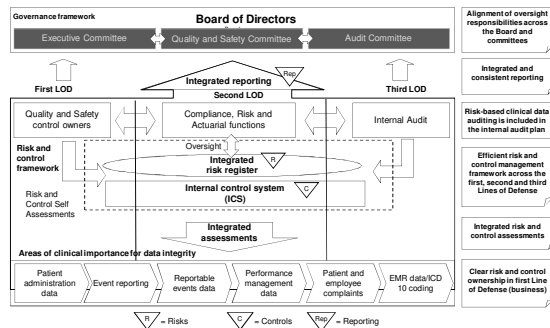 Governance framework
Board of Directors
Executive Committee
Quality and Safety Committee
Audit Committee
Integrated reporting
Rep
First LOD
Second LOD
Third LOD
Quality and Safety
control owners
Compliance, Risk and
Actuarial functions
Internal Audit
Oversight
Risk and
control
framework
Integrated
risk register
R
Risk and
Control Self
Assessments
Internal control system
(ICS)
C
Integrated
assessments
Areas of clinical importance for data integrity
Patient
administration
data
Event reporting
Reportable
events data
Performance
management
data
Patient and
employee
complaints
EMR data/ICD
10 coding
R = Risks
C = Controls
Rep = Reporting
Alignment of oversight
responsibilities across
the Board and
committees
Integrated and
consistent reporting
Risk-based clinical data
auditing is included in
the internal audit plan
Efficient risk and
control management
framework across the
first, second and third
Lines of Defense
Integrated risk and
control assessments
Clear risk and control
ownership in first Line
of Defense (business)